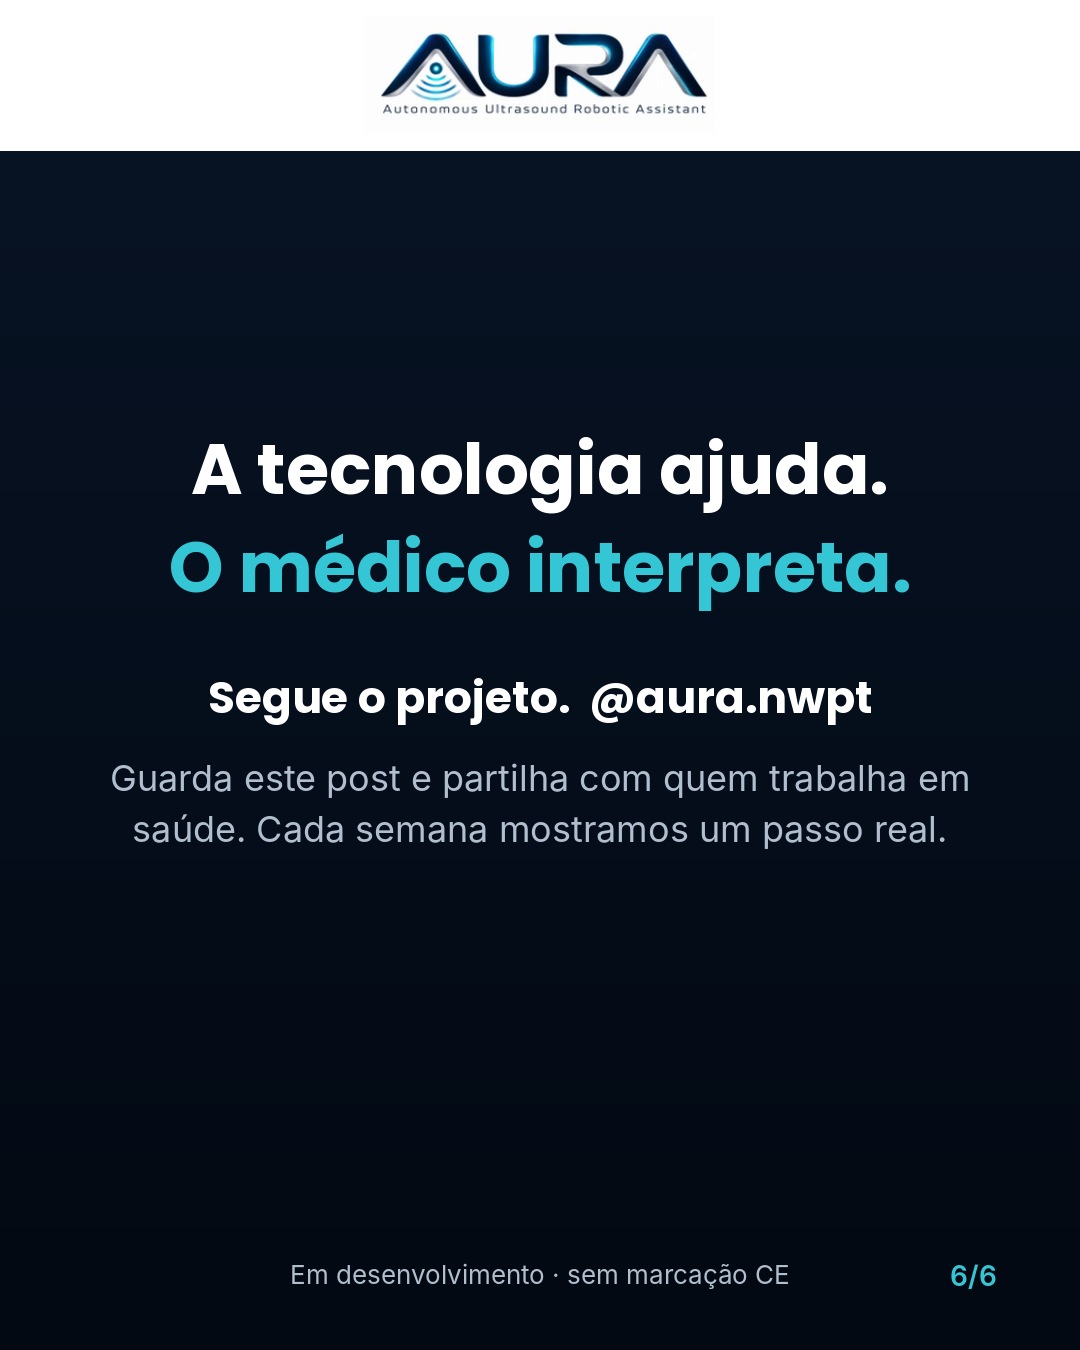 AURA
Autonomous Ultrasound Robotic Assistant
A tecnologia ajuda.
O médico interpreta.
Segue o projeto. @aura.nwpt
Guarda este post e partilha com quem trabalha em
saúde. Cada semana mostramos um passo real.
Em desenvolvimento · sem marcação CE
6/6